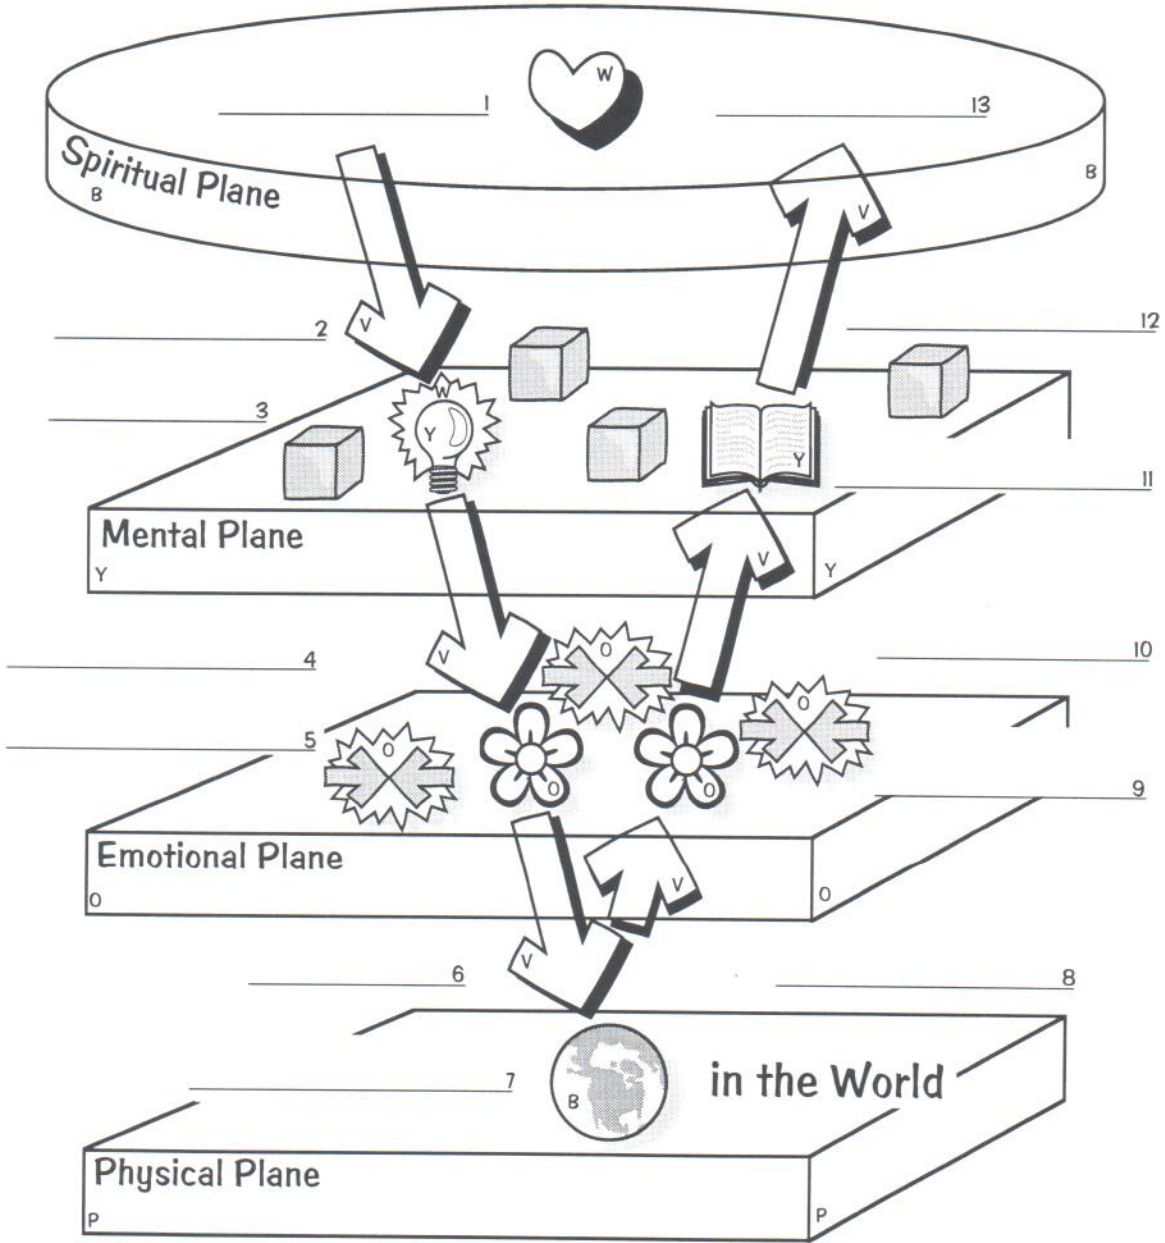 W
1
13
Spiritual Plane
B
B
V
V
2
12
3
W
Y
Y
11
Mental Plane
Y
Y
V
V
4
O
10
5
O
O
O
O
9
Emotional Plane
O
O
V
V
6
8
7
B
in the World
Physical Plane
P
P